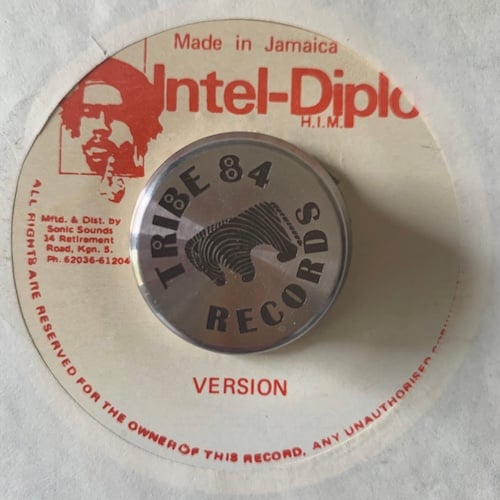 Made in Jamaica
Intel-Diplo
H.I.M.
Mftd. & Dist. by
Sonic Sounds
34 Retirement
Road, Kgn. 5.
Ph. 62036-61204
TRIBE 84
RECORDS
VERSION
ALL RIGHTS ARE RESERVED FOR THE OWNER OF THIS RECORD, ANY UNAUTHORISED